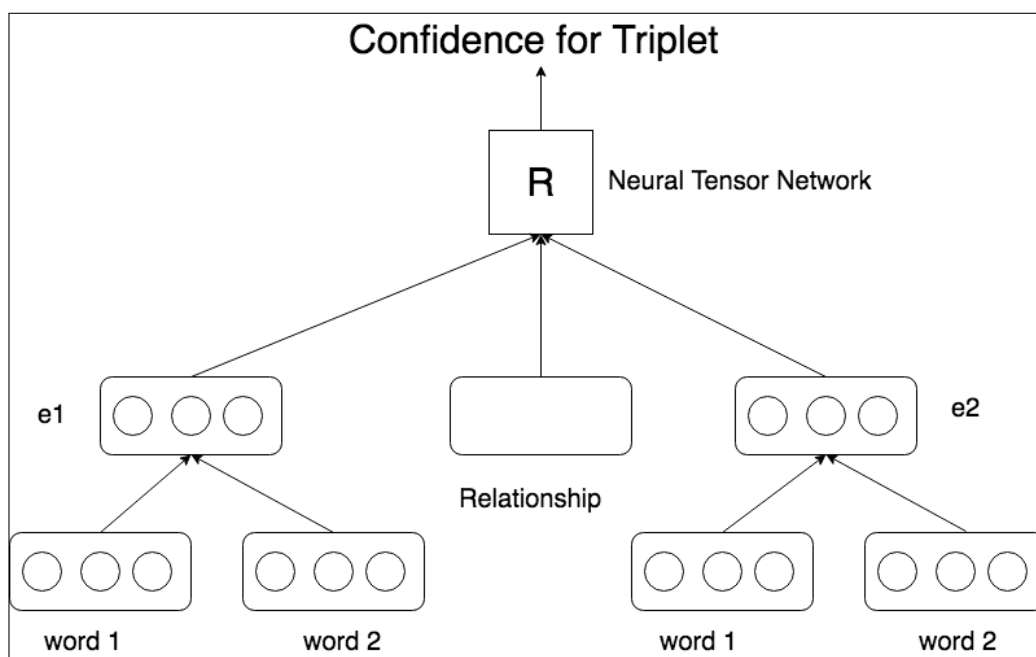 Confidence for Triplet
R
Neural Tensor Network
e1
e2
Relationship
word 1
word 2
word 1
word 2